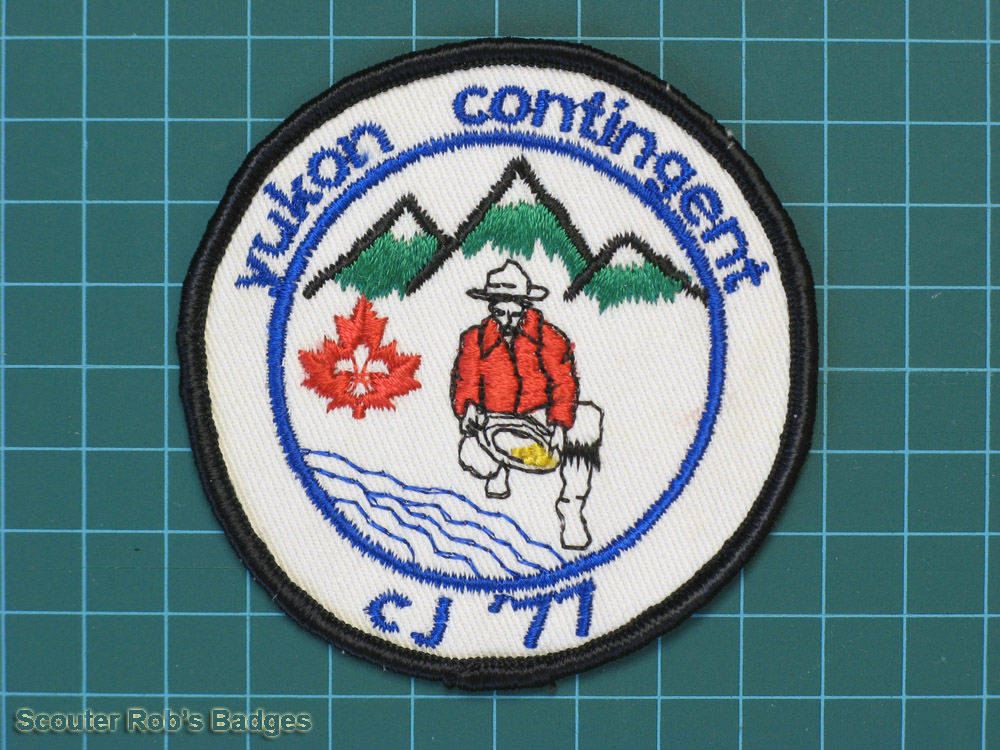 yukon contingent
CJ '77
Scouter Rob's Badges